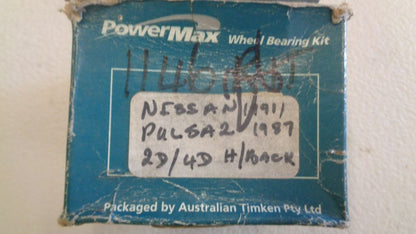 PowerMax Wheel Bearing Kit
NISSAN 1911
PULSAR 1987
2D/4D H/BACK
Packaged by Australian Timken Pty Ltd